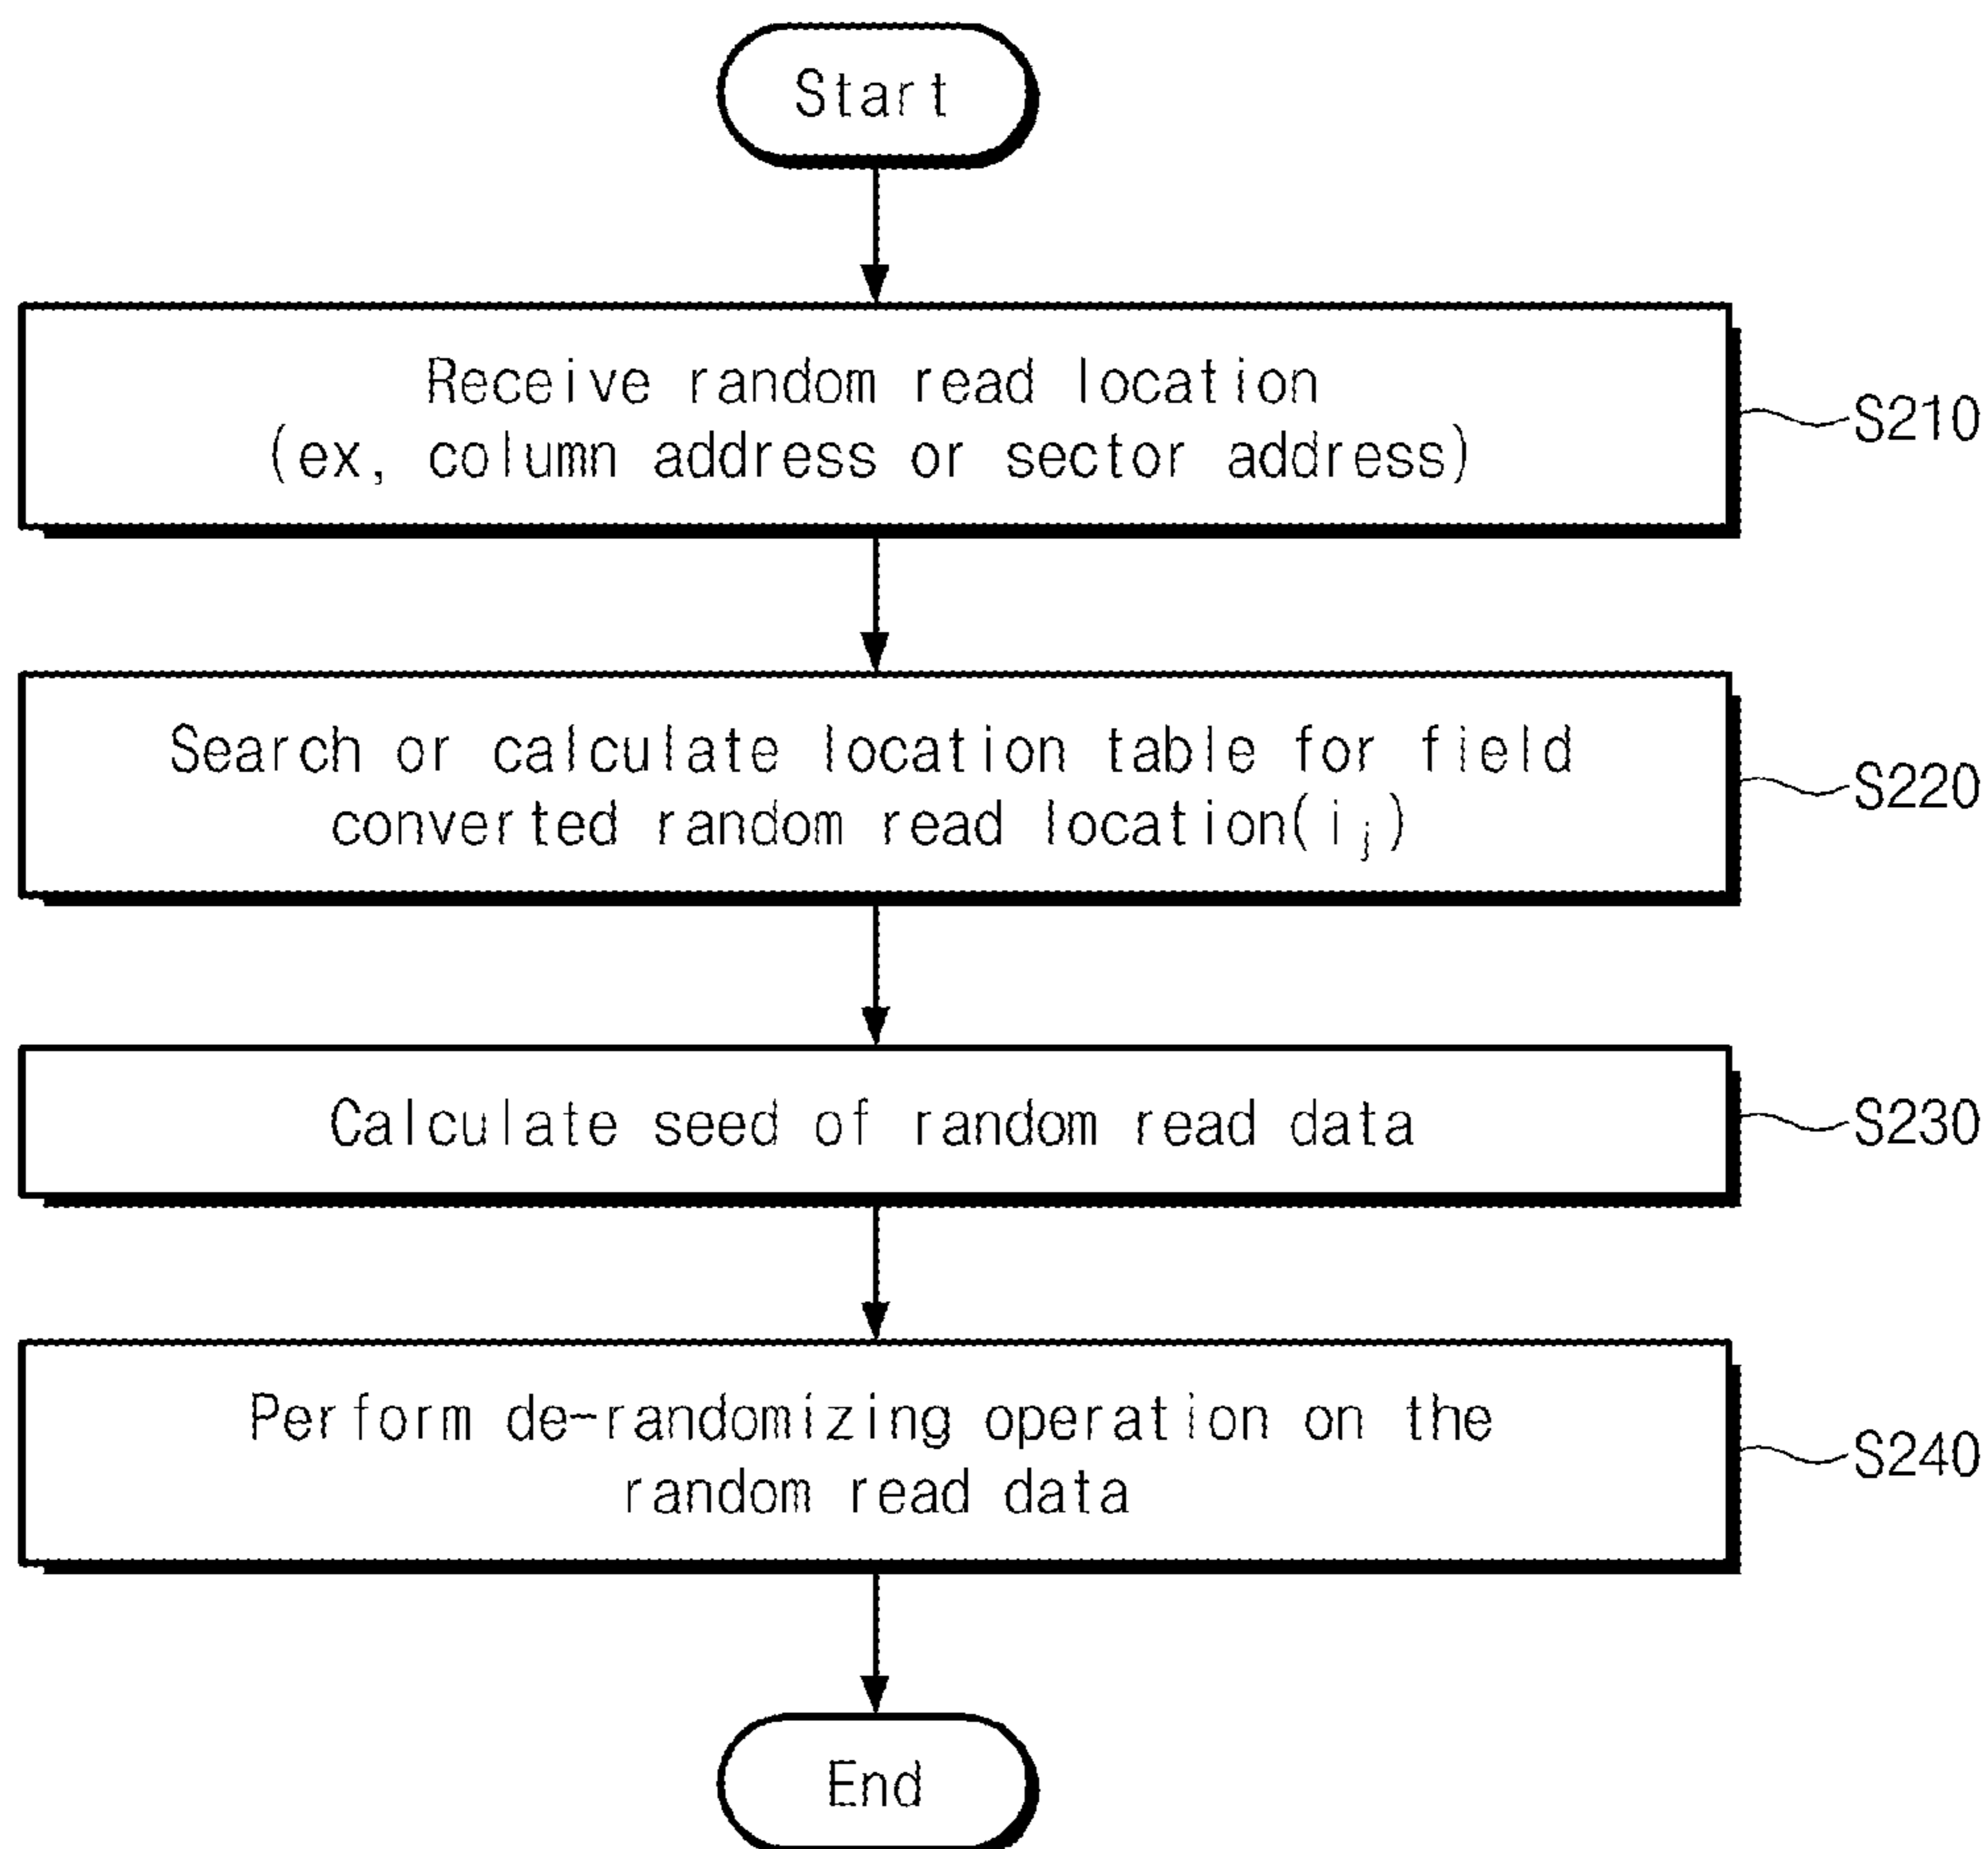 Start
Receive random read location
(ex, column address or sector address)
S210
Search or calculate location table for field
converted random read location(i_j)
S220
Calculate seed of random read data
S230
Perform de-randomizing operation on the
random read data
S240
End